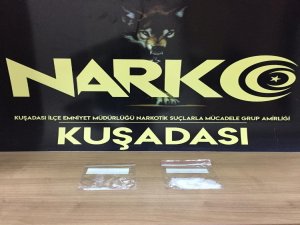 NARKO
KUŞADASI İLÇE EMNİYET MÜDÜRLÜĞÜ NARKOTİK SUÇLARLA MÜCADELE GRUP AMİRLİĞİ
KUŞADASI